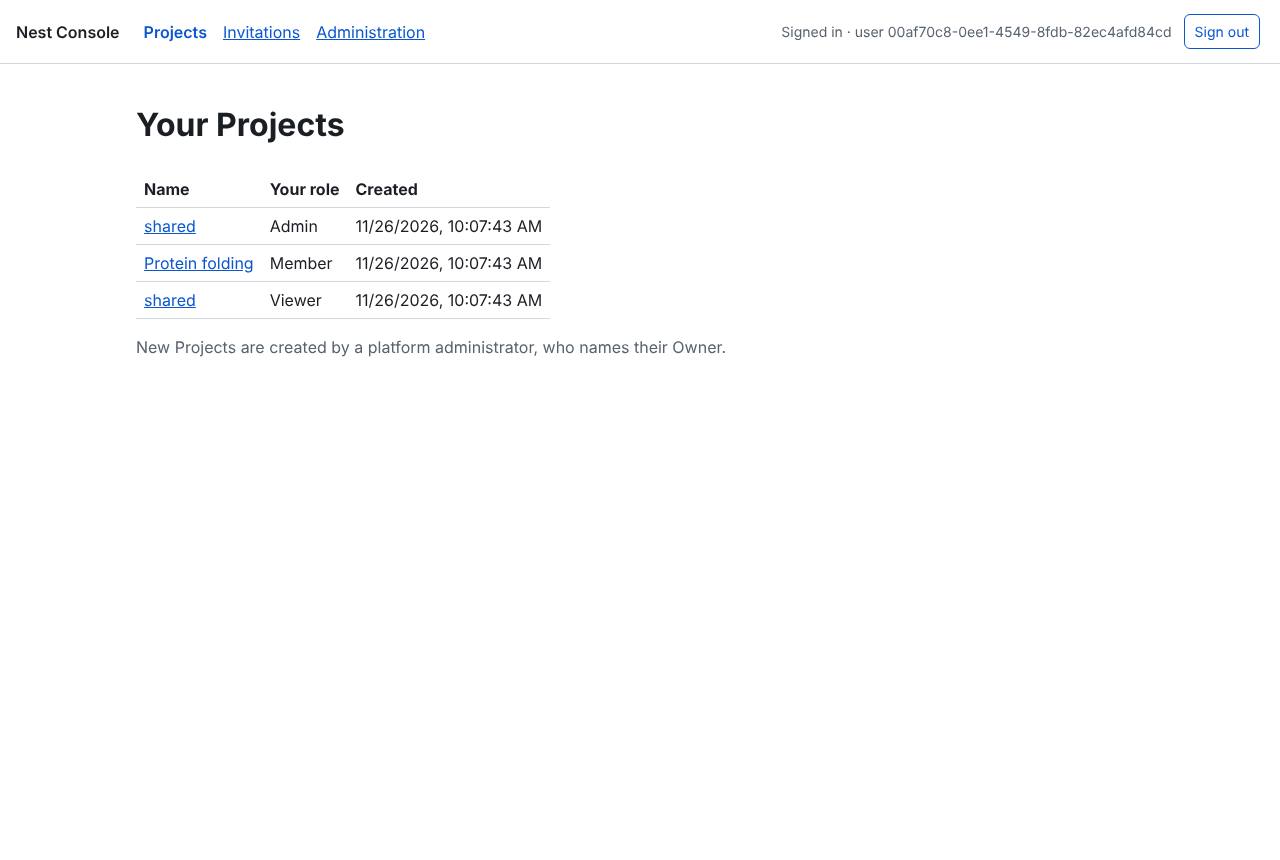 Nest Console Projects Invitations Administration Signed in · user 00af70c8-0ee1-4549-8fdb-82ec4afd84cd Sign out
Your Projects
Name Your role Created
shared Admin 11/26/2026, 10:07:43 AM
Protein folding Member 11/26/2026, 10:07:43 AM
shared Viewer 11/26/2026, 10:07:43 AM
New Projects are created by a platform administrator, who names their Owner.